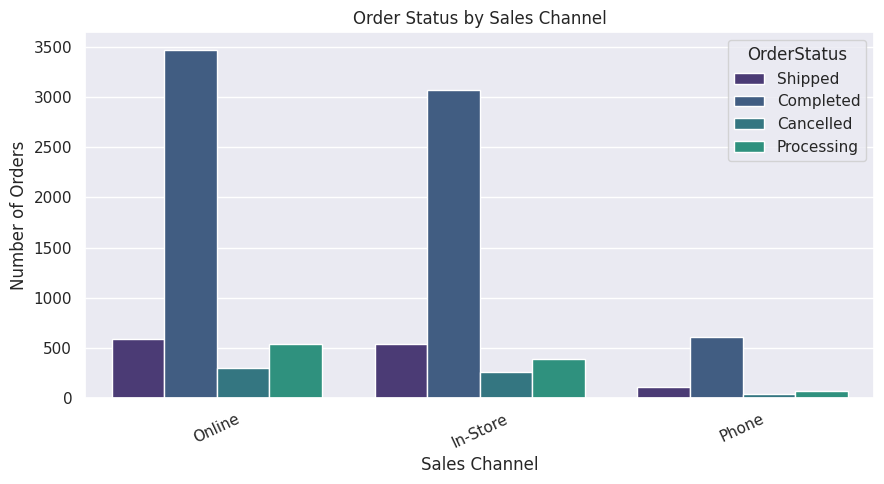 Order Status by Sales Channel
OrderStatus
Shipped
Completed
Cancelled
Processing
Number of Orders
3500
3000
2500
2000
1500
1000
500
0
Online
In-Store
Phone
Sales Channel